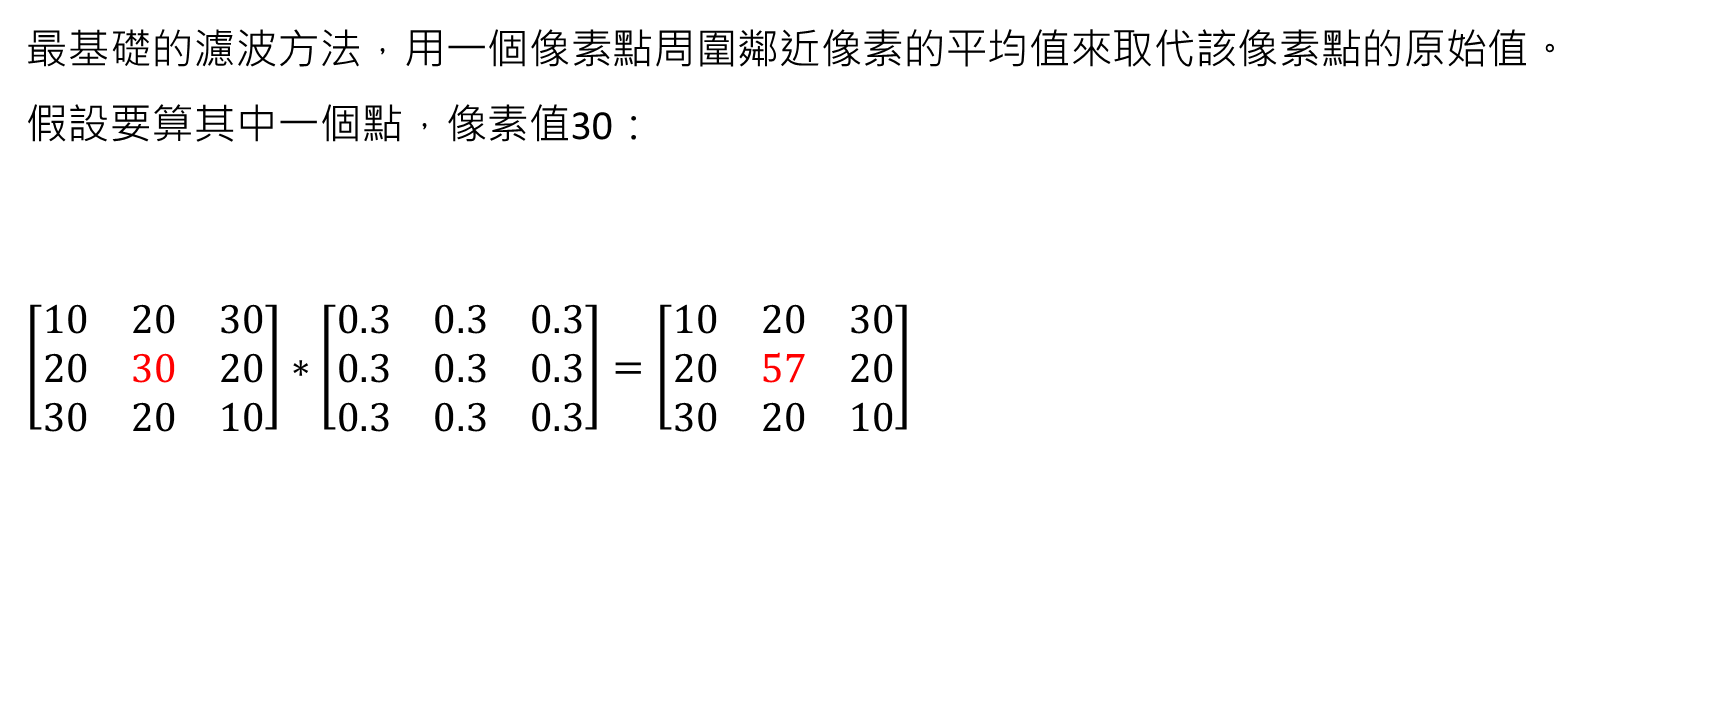 最基礎的濾波方法，用一個像素點周圍鄰近像素的平均值來取代該像素點的原始值。
假設要算其中一個點，像素值30：
[10 20 30] [0.3 0.3 0.3] [10 20 30]
[20 30 20] * [0.3 0.3 0.3] = [20 57 20]
[30 20 10] [0.3 0.3 0.3] [30 20 10]